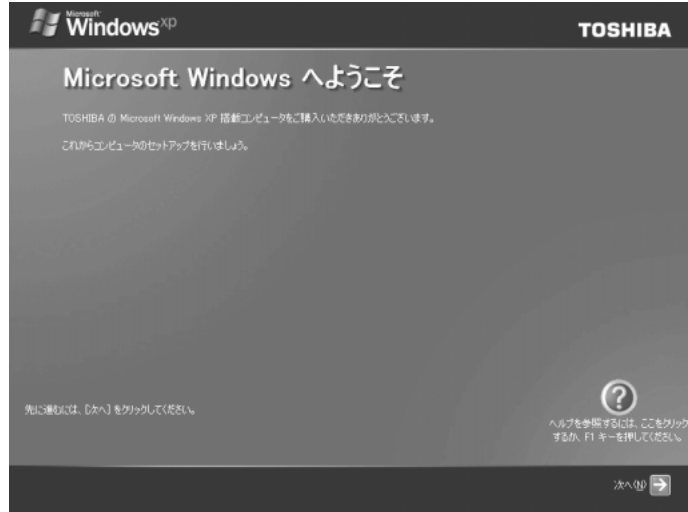 Microsoft
Windows xp
TOSHIBA
Microsoft Windows へようこそ
TOSHIBA の Microsoft Windows XP 搭載コンピュータをご購入いただきありがとうございます。
これからコンピュータのセットアップを行いましょう。
先に進むには、[次へ] をクリックしてください。
ヘルプを参照するには、ここをクリック
するか、F1 キーを押してください。
次へ(N)